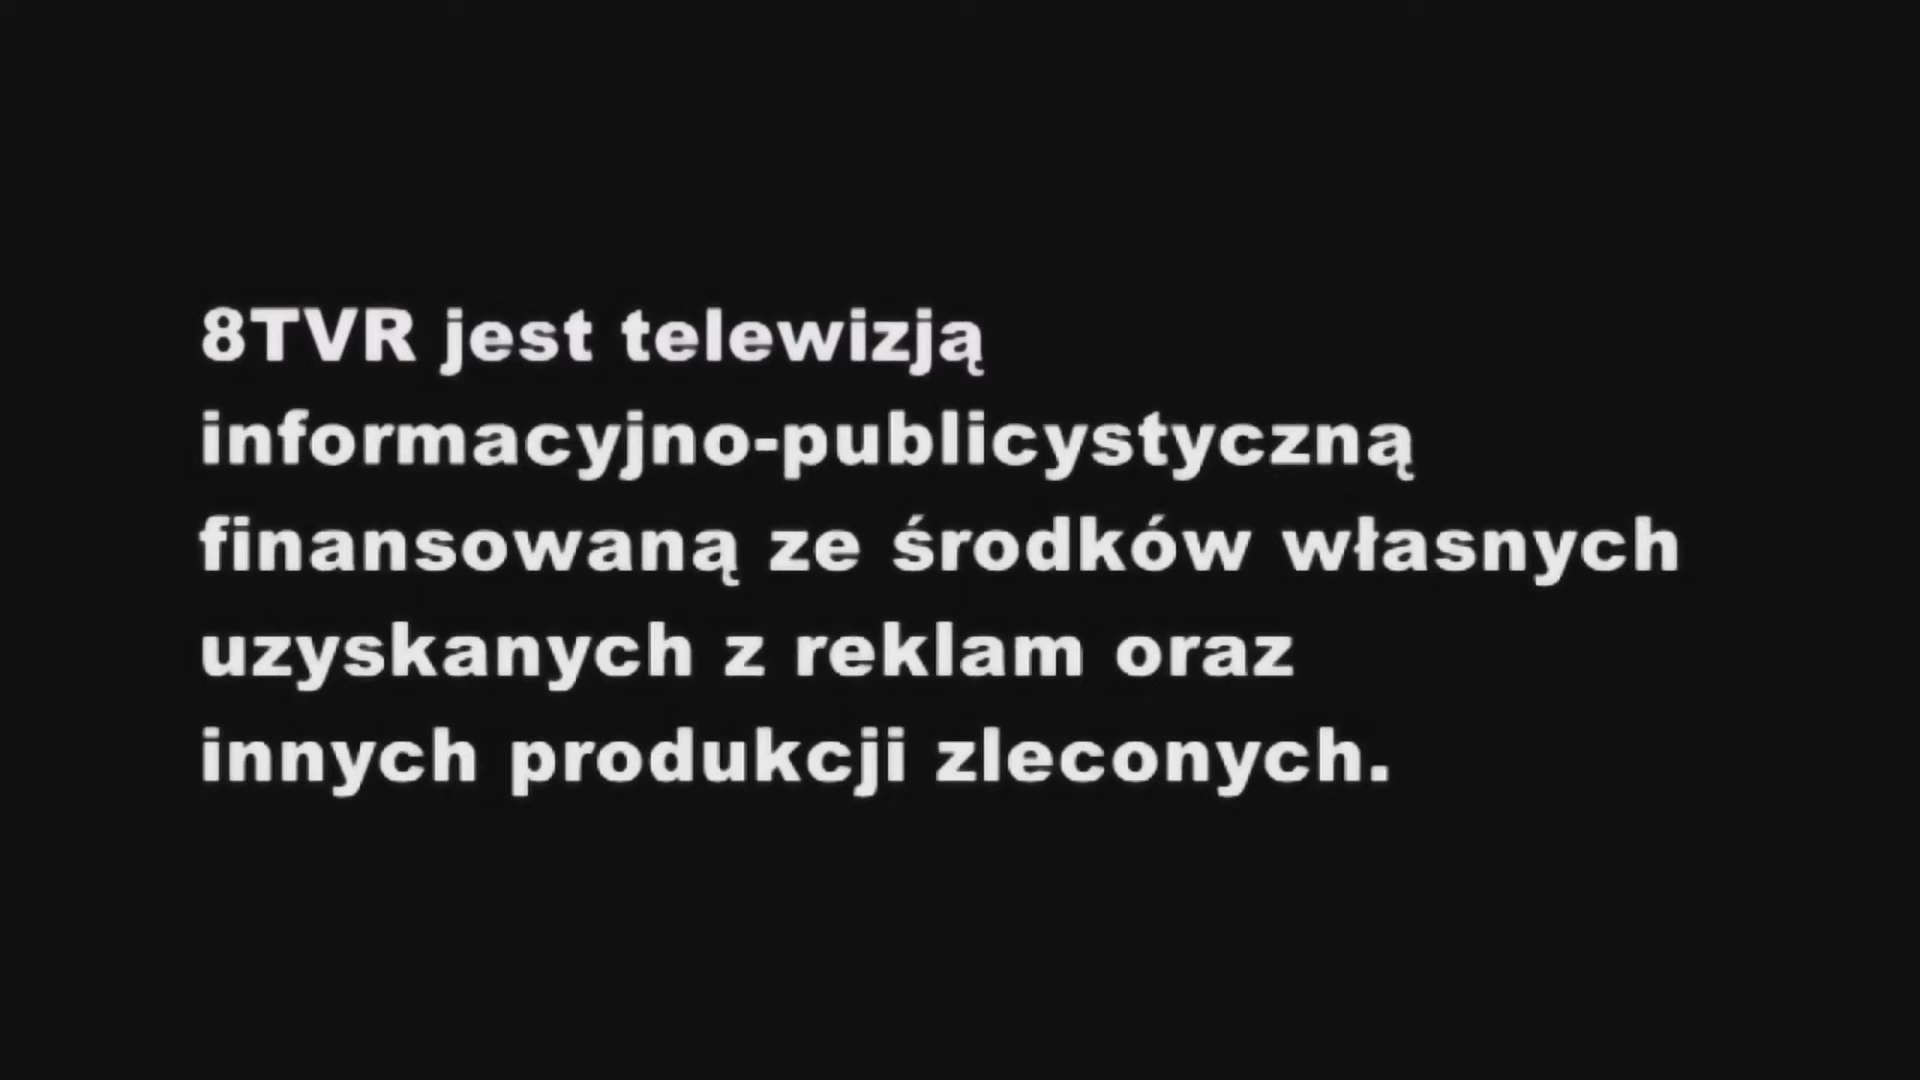 8TVR jest telewizją
informacyjno-publicystyczną
finansowaną ze środków własnych
uzyskanych z reklam oraz
innych produkcji zleconych.